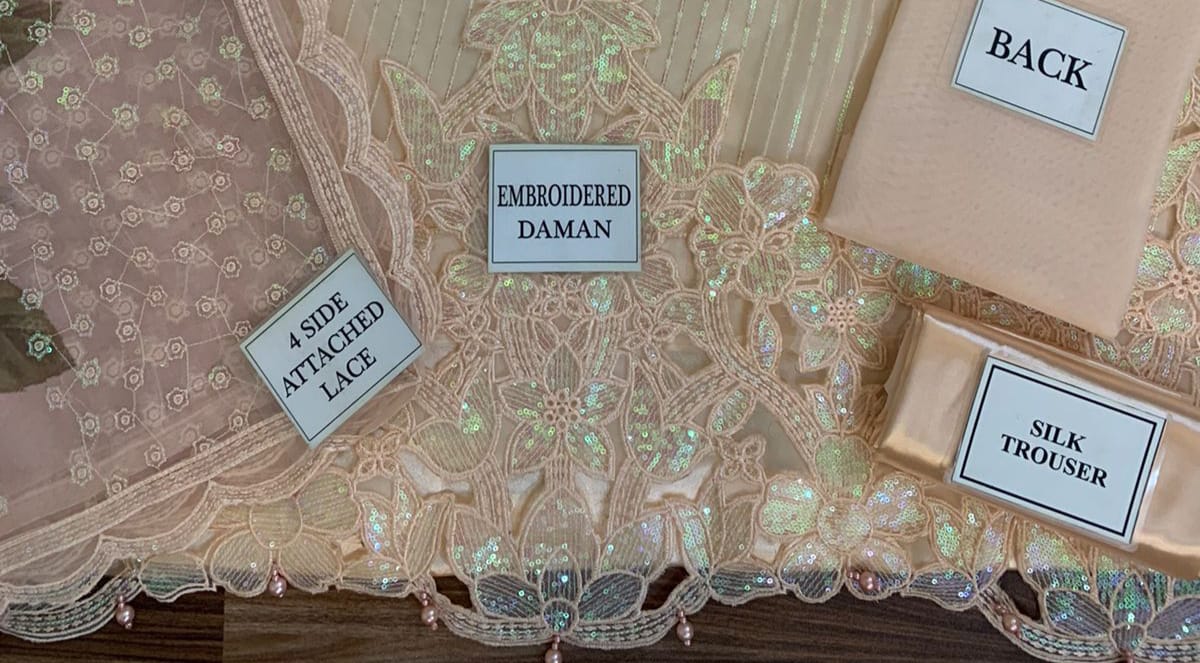 BACK
EMBROIDERED
DAMAN
4 SIDE
ATTACHED
LACE
SILK
TROUSER